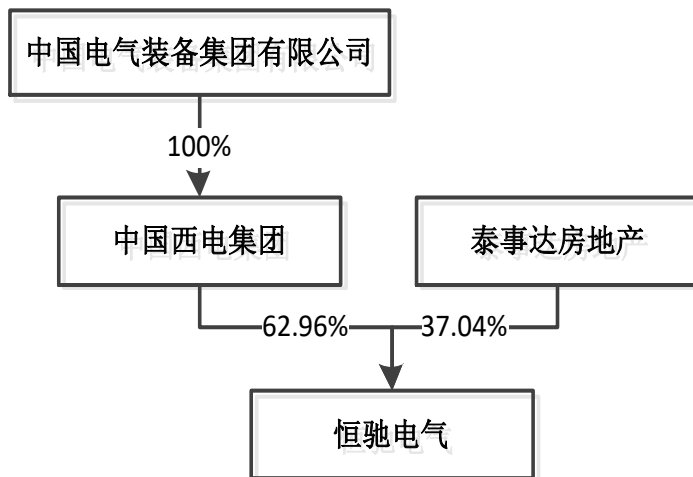 中国电气装备集团有限公司
100%
中国西电集团
泰事达房地产
62.96%
37.04%
恒驰电气